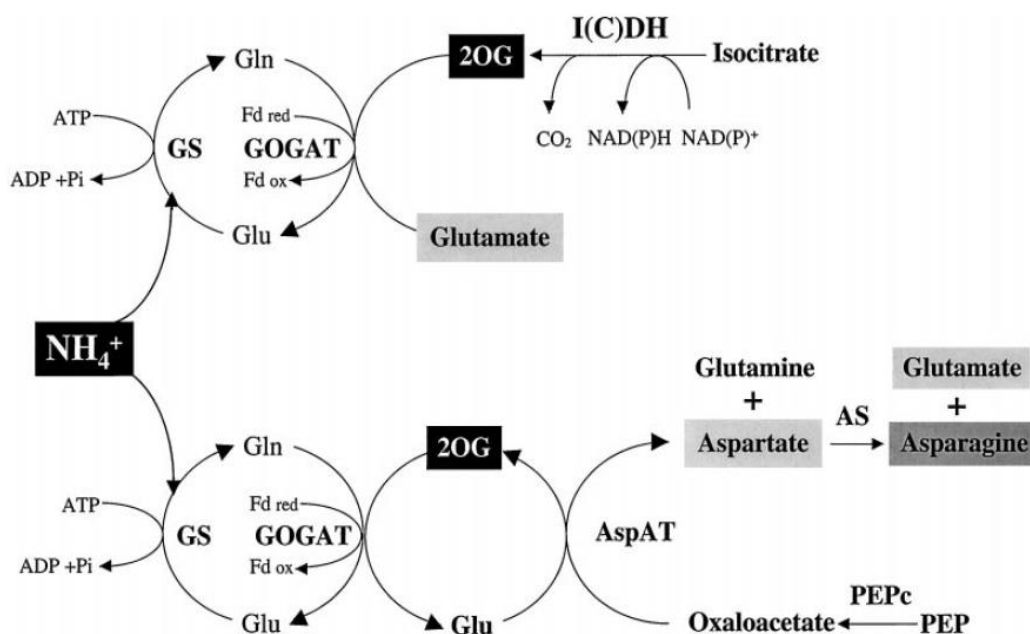 I(C)DH
Gln 2OG Isocitrate
ATP Fd red
CO₂ NAD(P)H NAD(P)⁺
GS GOGAT
ADP +Pi Fd ox
Glu Glutamate
NH₄⁺
Glutamine Glutamate
+ AS +
Aspartate Asparagine
Gln 2OG
ATP Fd red
GS GOGAT AspAT
ADP +Pi Fd ox
PEPc
Glu Glu Oxaloacetate PEP